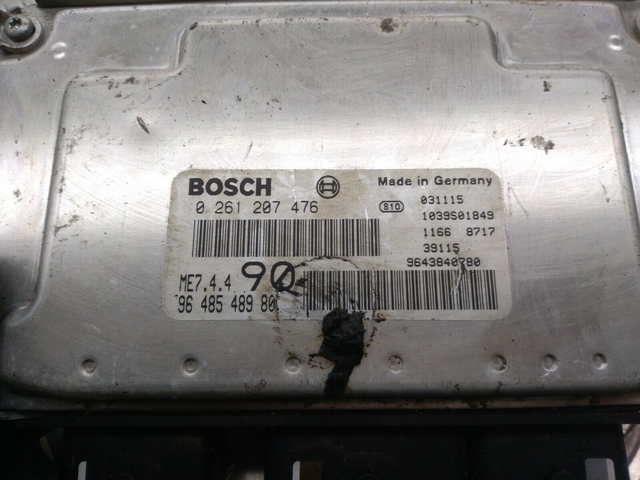 BOSCH
Made in Germany
0 261 207 476
S10
031115
1039S01849
1166 8717
39115
9643840780
ME7.4.4
90
96 485 489 80